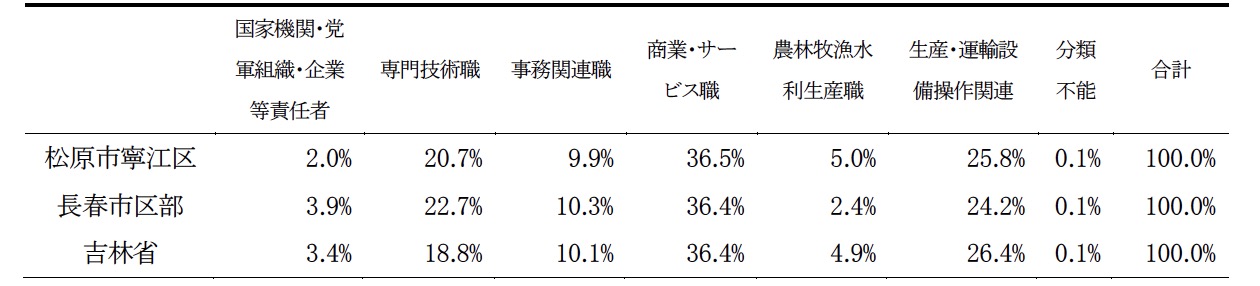 国家機関・党
軍組織・企業
等責任者
専門技術職
事務関連職
商業・サー
ビス職
農林牧漁水
利生産職
生産・運輸設
備操作関連
分類
不能
合計
松原市寧江区 2.0% 20.7% 9.9% 36.5% 5.0% 25.8% 0.1% 100.0%
長春市区部 3.9% 22.7% 10.3% 36.4% 2.4% 24.2% 0.1% 100.0%
吉林省 3.4% 18.8% 10.1% 36.4% 4.9% 26.4% 0.1% 100.0%